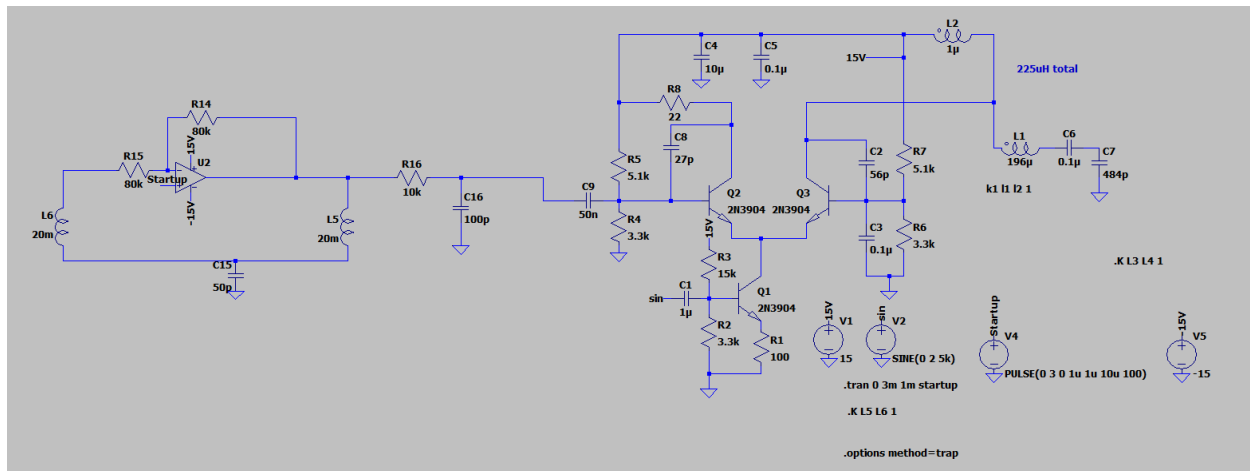 L2
1µ
C4
10µ
C5
0.1µ
15V
225uH total
R14
80k
R8
22
C8
27p
L1
196µ
C6
0.1µ
C7
484p
R15
80k
15V
U2
Startup
-15V
R16
10k
R5
5.1k
C2
56p
R7
5.1k
k1 l1 l2 1
C9
50n
Q2
2N3904
Q3
2N3904
L6
20m
L5
20m
C16
100p
R4
3.3k
15V
C3
0.1µ
R6
3.3k
C15
50p
R3
15k
.K L3 L4 1
sin
C1
1µ
Q1
2N3904
R2
3.3k
R1
100
15V
V1
15
sin
V2
SINE(0 2 5k)
Startup
V4
PULSE(0 3 0 1u 1u 10u 100)
-15V
V5
-15
.tran 0 3m 1m startup
.K L5 L6 1
.options method=trap